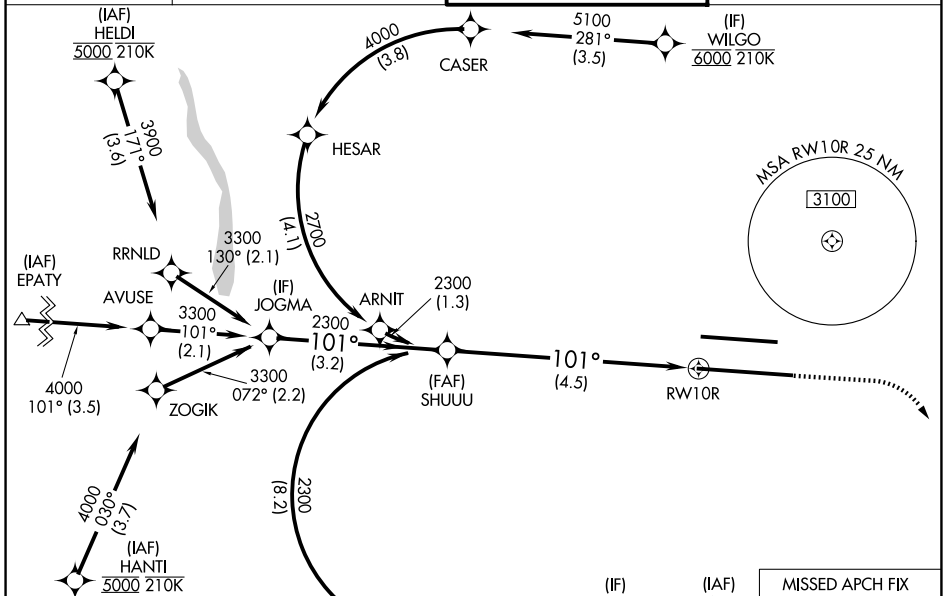 (IAF)
HELDI
5000 210K
3900
171°
(3.6)
4000
(3.8)
CASER
5100
281°
(3.5)
(IF)
WILGO
6000 210K
HESAR
2700
(4.1)
MSA RW10R 25 NM
3100
RRNLD
3300
130° (2.1)
(IAF)
EPATY
AVUSE
3300
101°
(2.1)
(IF)
JOGMA
2300
101°
(3.2)
ARNIT
2300
(1.3)
4000
101° (3.5)
ZOGIK
3300
072° (2.2)
(FAF)
SHUUU
101°
(4.5)
RW10R
4000
030°
(3.7)
(IAF)
HANTI
5000 210K
2300
(8.2)
(IF)
(IAF)
MISSED APCH FIX